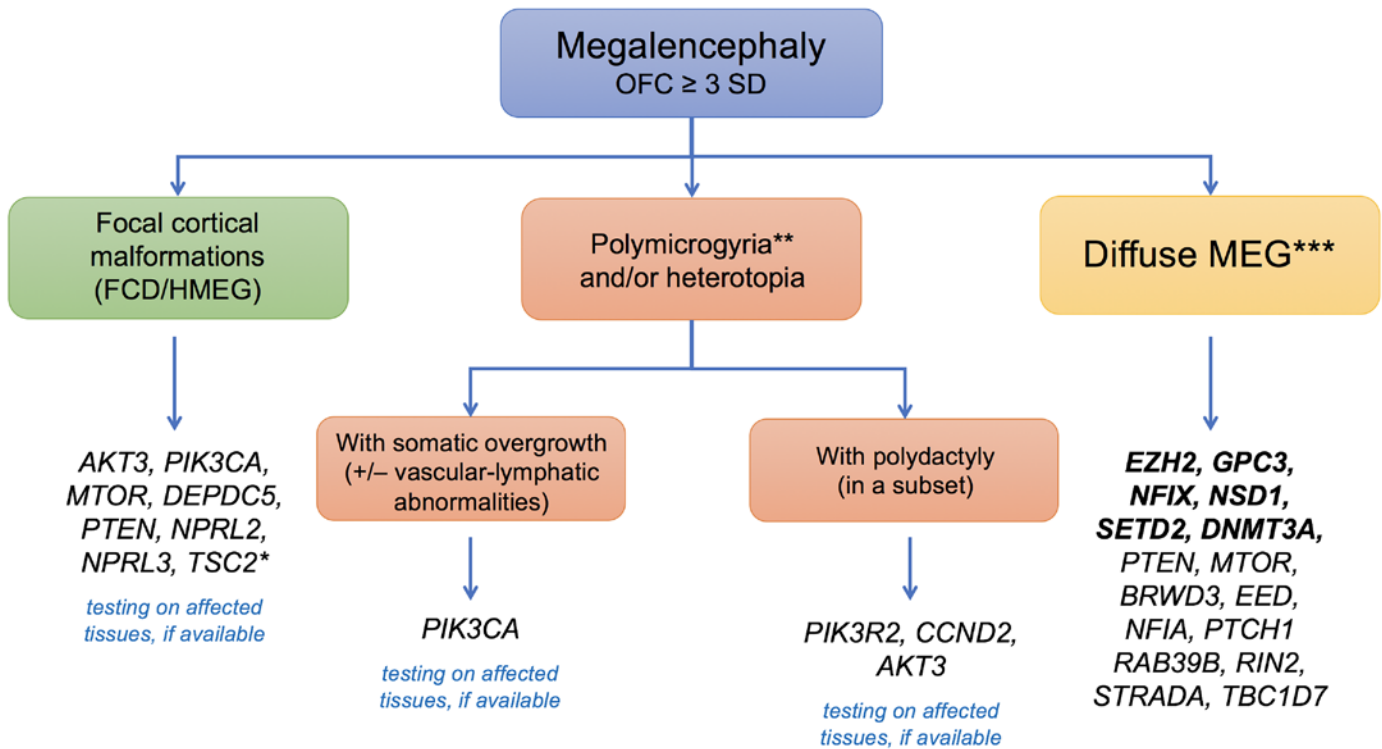 Megalencephaly
OFC ≥ 3 SD
Focal cortical
malformations
(FCD/HMEG)
Polymicrogyria**
and/or heterotopia
Diffuse MEG***
With somatic overgrowth
(+/– vascular-lymphatic
abnormalities)
With polydactyly
(in a subset)
AKT3, PIK3CA,
MTOR, DEPDC5,
PTEN, NPRL2,
NPRL3, TSC2*
testing on affected
tissues, if available
PIK3CA
testing on affected
tissues, if available
PIK3R2, CCND2,
AKT3
testing on affected
tissues, if available
EZH2, GPC3,
NFIX, NSD1,
SETD2, DNMT3A,
PTEN, MTOR,
BRWD3, EED,
NFIA, PTCH1
RAB39B, RIN2,
STRADA, TBC1D7